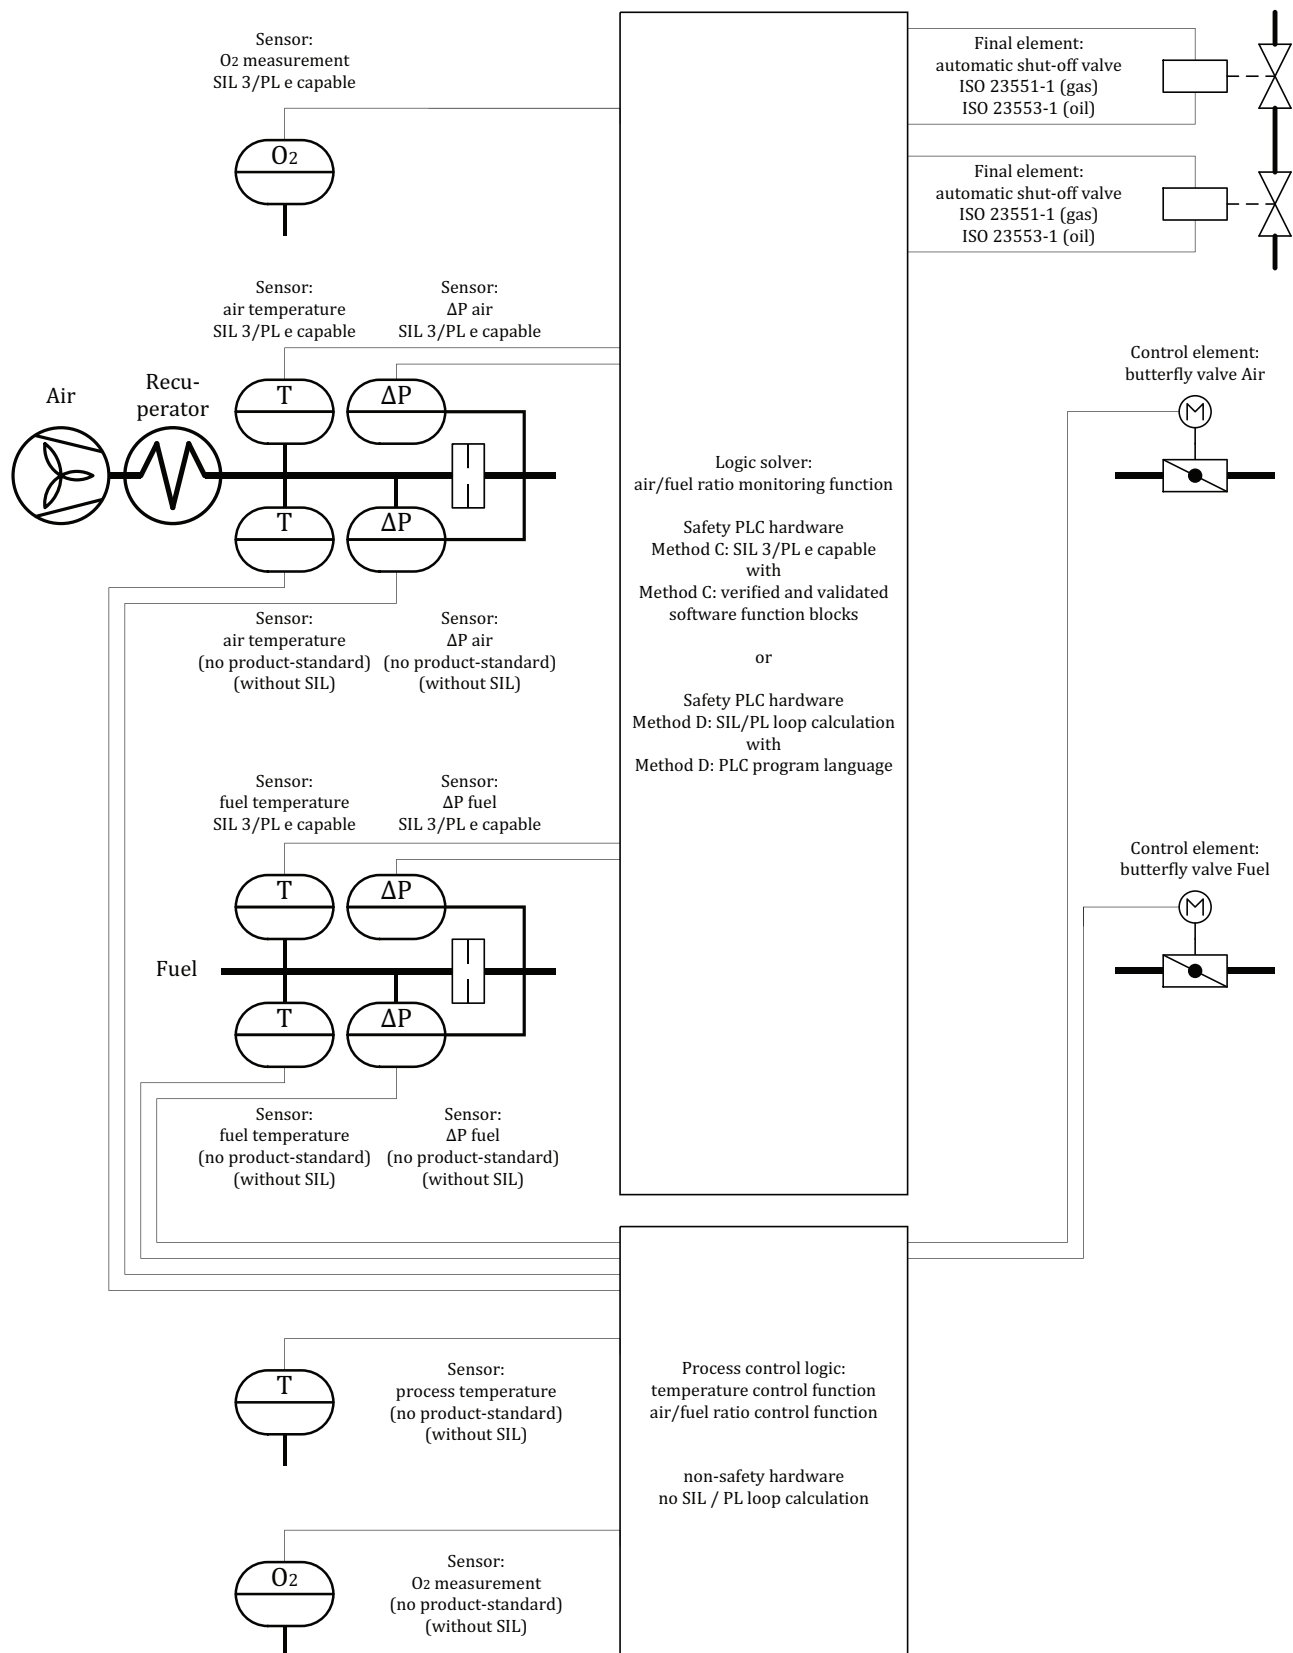 Sensor:
O2 measurement
SIL 3/PL e capable
O2
Final element:
automatic shut-off valve
ISO 23551-1 (gas)
ISO 23553-1 (oil)
Final element:
automatic shut-off valve
ISO 23551-1 (gas)
ISO 23553-1 (oil)
Sensor:
air temperature
SIL 3/PL e capable
Sensor:
ΔP air
SIL 3/PL e capable
Air
Recu-
perator
T
ΔP
T
ΔP
Sensor:
air temperature
(no product-standard)
(without SIL)
Sensor:
ΔP air
(no product-standard)
(without SIL)
Logic solver:
air/fuel ratio monitoring function
Safety PLC hardware
Method C: SIL 3/PL e capable
with
Method C: verified and validated
software function blocks
or
Safety PLC hardware
Method D: SIL/PL loop calculation
with
Method D: PLC program language
Control element:
butterfly valve Air
M
Sensor:
fuel temperature
SIL 3/PL e capable
Sensor:
ΔP fuel
SIL 3/PL e capable
T
ΔP
Fuel
T
ΔP
Sensor:
fuel temperature
(no product-standard)
(without SIL)
Sensor:
ΔP fuel
(no product-standard)
(without SIL)
Control element:
butterfly valve Fuel
M
T
Sensor:
process temperature
(no product-standard)
(without SIL)
Process control logic:
temperature control function
air/fuel ratio control function
non-safety hardware
no SIL / PL loop calculation
O2
Sensor:
O2 measurement
(no product-standard)
(without SIL)